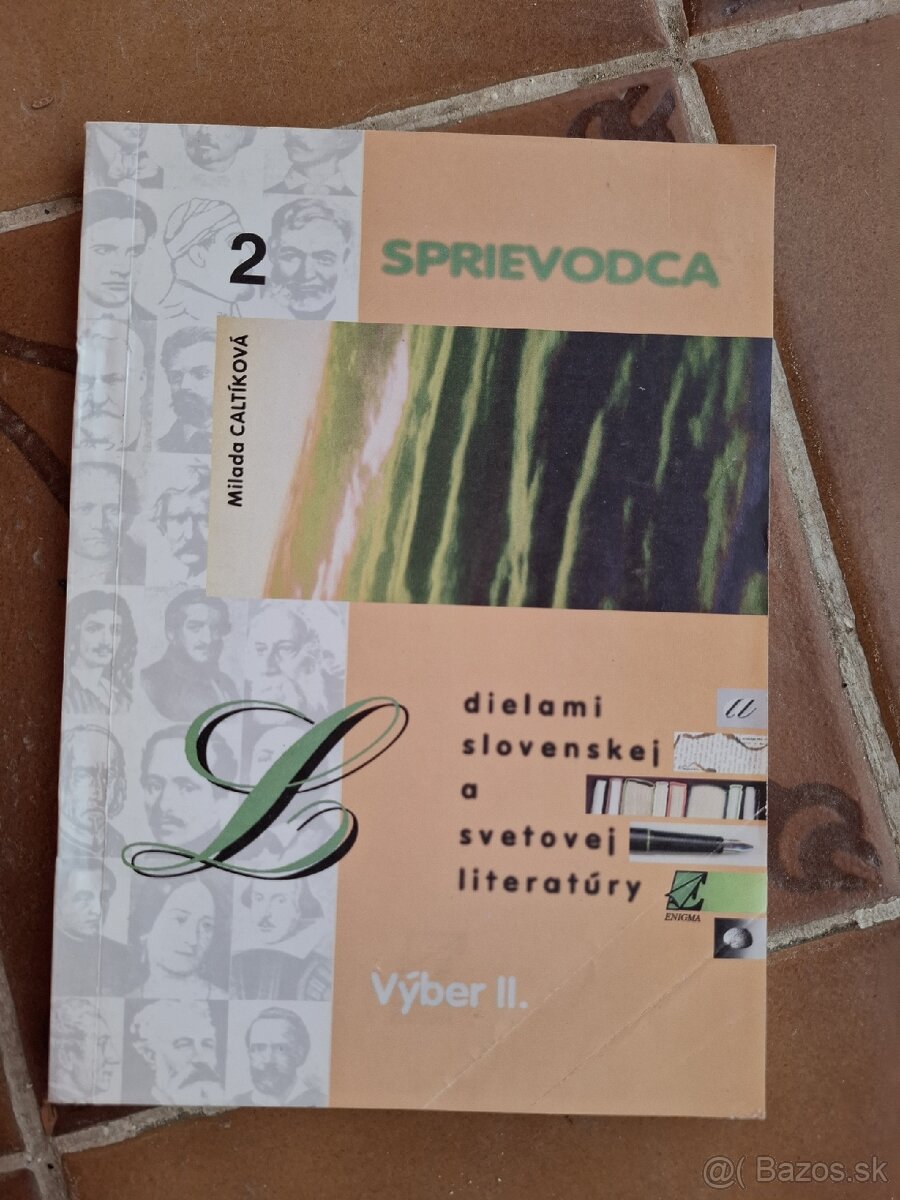 2
SPRIEVODCA
Milada CALTÍKOVÁ
L
dielami
slovenskej
a
svetovej
literatúry
ENIGMA
Výber II.
@( Bazos.sk